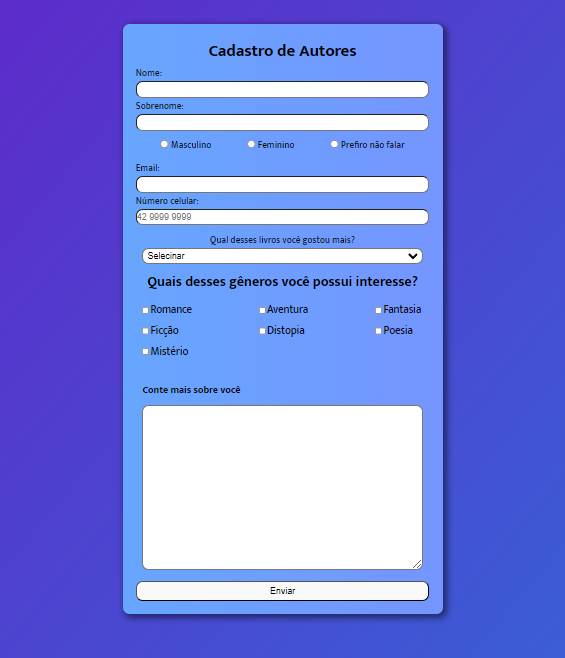 Cadastro de Autores
Nome:
Sobrenome:
Masculino Feminino Prefiro não falar
Email:
Número celular:
42 9999 9999
Qual desses livros você gostou mais?
Selecinar
Quais desses gêneros você possui interesse?
Romance Aventura Fantasia
Ficção Distopia Poesia
Mistério
Conte mais sobre você
Enviar